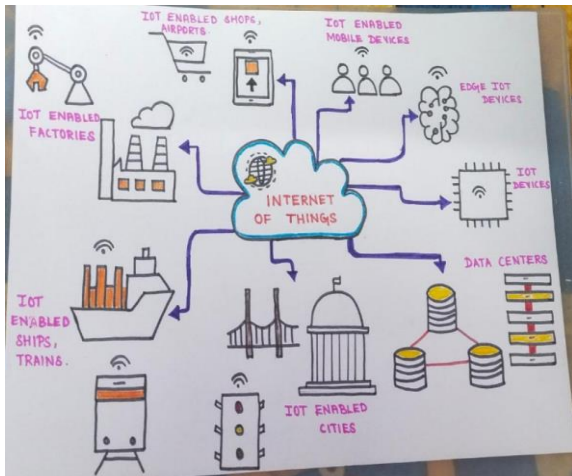 IOT ENABLED SHOPS,
AIRPORTS.
IOT ENABLED
MOBILE DEVICES
EDGE IOT
DEVICES
IOT ENABLED
FACTORIES
INTERNET
OF THINGS
IOT
DEVICES
DATA CENTERS
IOT
ENABLED
SHIPS,
TRAINS.
IOT ENABLED
CITIES